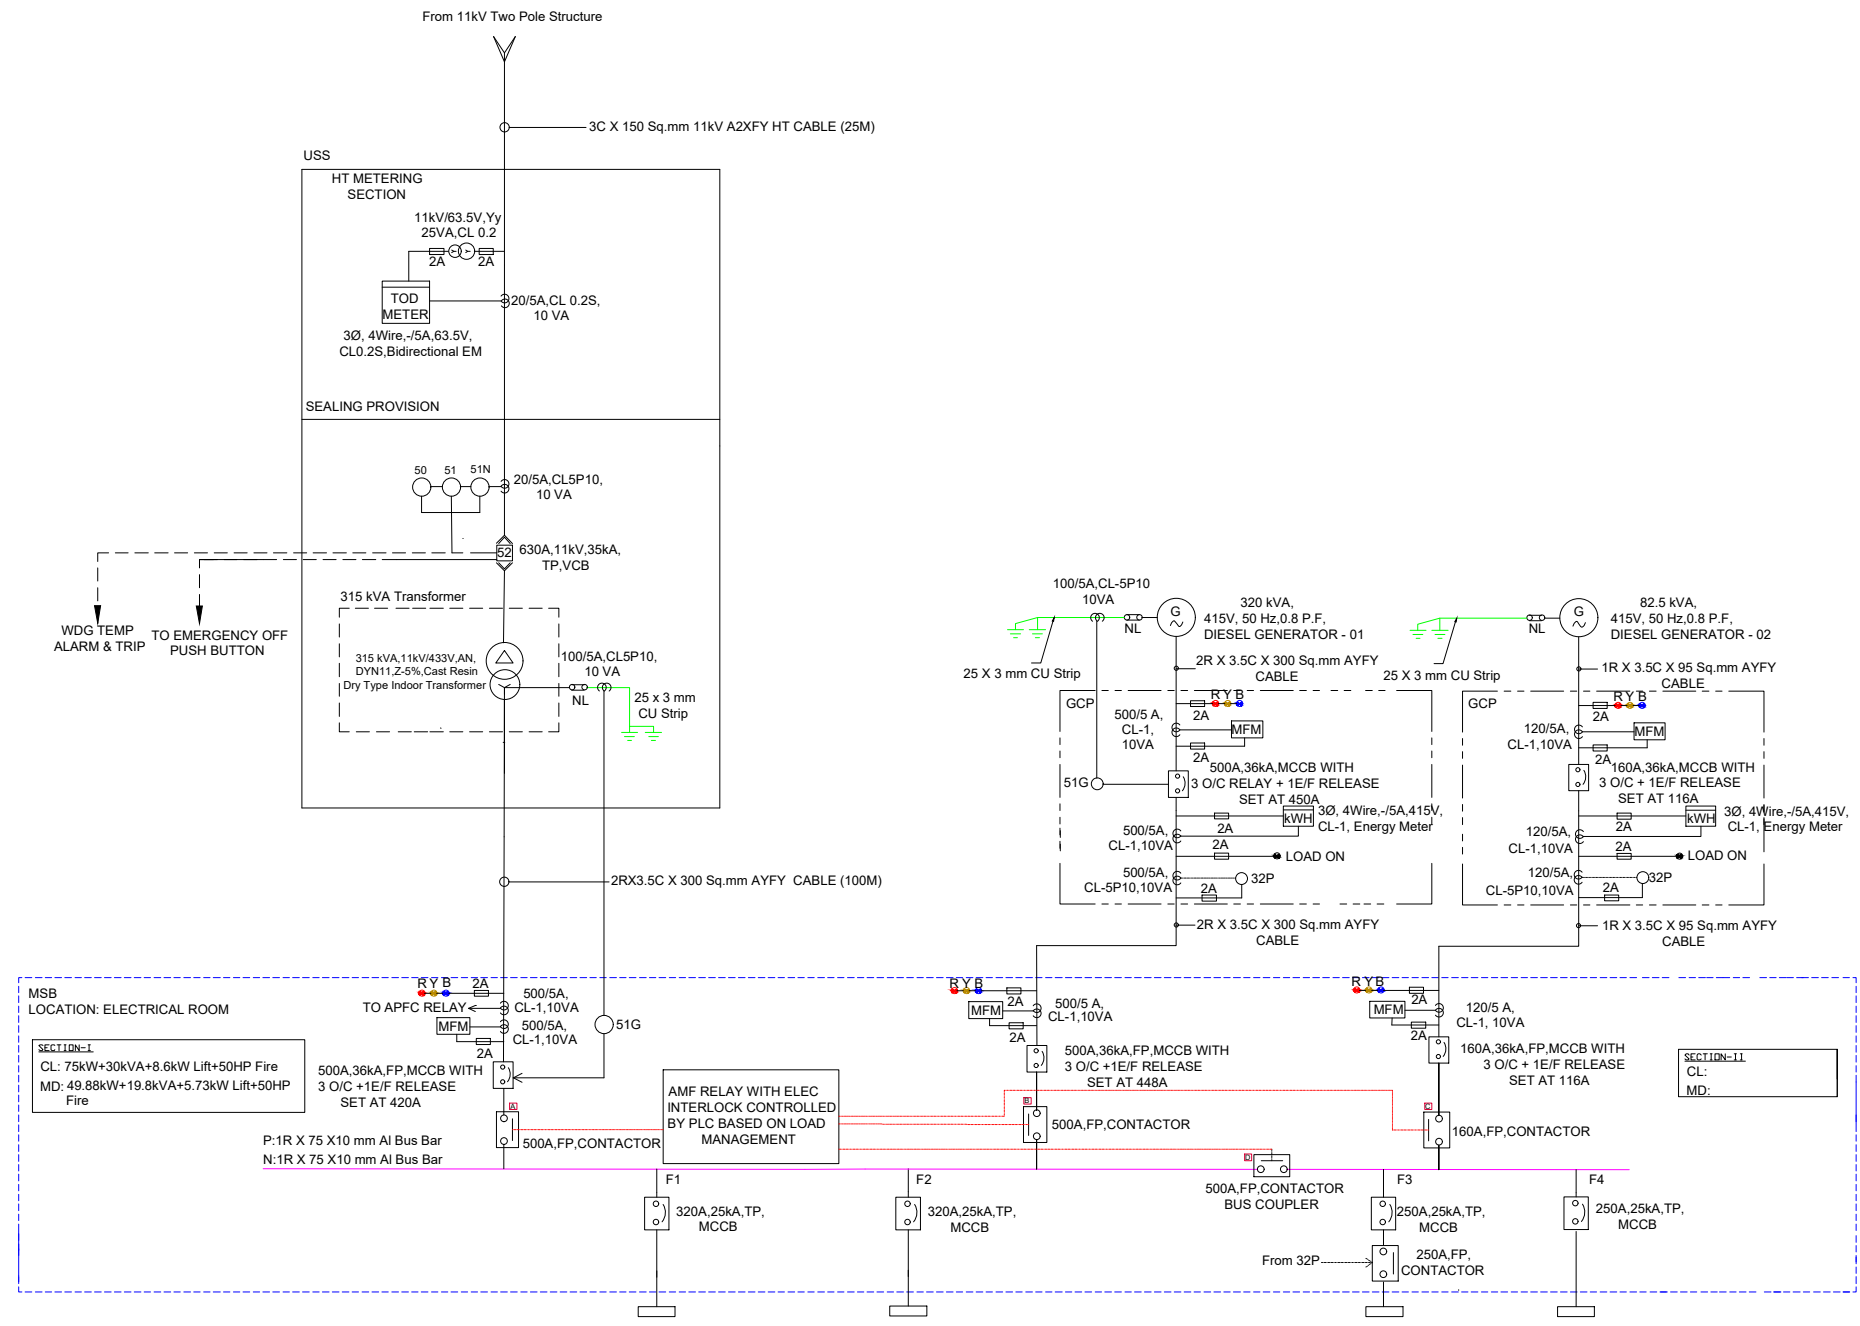 From 11kV Two Pole Structure
3C X 150 Sq.mm 11kV A2XFY HT CABLE (25M)
USS
HT METERING
SECTION
11kV/63.5V,Yy
25VA,CL 0.2
2A
2A
TOD
METER
20/5A,CL 0.2S,
10 VA
3Ø, 4Wire,-/5A,63.5V,
CL0.2S,Bidirectional EM
SEALING PROVISION
50
51
51N
20/5A,CL5P10,
10 VA
52
630A,11kV,35kA,
TP,VCB
WDG TEMP
ALARM & TRIP
TO EMERGENCY OFF
PUSH BUTTON
315 kVA Transformer
315 kVA,11kV/433V,AN,
DYN11,Z-5%,Cast Resin
Dry Type Indoor Transformer
100/5A,CL5P10,
10 VA
NL
25 x 3 mm
CU Strip
2RX3.5C X 300 Sq.mm AYFY CABLE (100M)
100/5A,CL-5P10
10VA
NL
G
320 kVA,
415V, 50 Hz,0.8 P.F,
DIESEL GENERATOR - 01
25 X 3 mm CU Strip
2R X 3.5C X 300 Sq.mm AYFY
CABLE
GCP
R Y B
2A
500/5 A,
CL-1,
10VA
MFM
2A
51G
500A,36kA,MCCB WITH
3 O/C RELAY + 1E/F RELEASE
SET AT 450A
kWH
3Ø, 4Wire,-/5A,415V,
CL-1, Energy Meter
2A
500/5A,
CL-1,10VA
2A
LOAD ON
500/5A,
CL-5P10,10VA
32P
2A
2R X 3.5C X 300 Sq.mm AYFY
CABLE
NL
G
82.5 kVA,
415V, 50 Hz,0.8 P.F,
DIESEL GENERATOR - 02
25 X 3 mm CU Strip
1R X 3.5C X 95 Sq.mm AYFY
CABLE
GCP
R Y B
2A
120/5A,
CL-1,10VA
MFM
2A
160A,36kA,MCCB WITH
3 O/C + 1E/F RELEASE
SET AT 116A
kWH
3Ø, 4Wire,-/5A,415V,
CL-1, Energy Meter
2A
120/5A,
CL-1,10VA
2A
LOAD ON
120/5A,
CL-5P10,10VA
32P
2A
1R X 3.5C X 95 Sq.mm AYFY
CABLE
MSB
LOCATION: ELECTRICAL ROOM
SECTION-I
CL: 75kW+30kVA+8.6kW Lift+50HP Fire
MD: 49.88kW+19.8kVA+5.73kW Lift+50HP
Fire
R Y B
2A
TO APFC RELAY
500/5A,
CL-1,10VA
MFM
500/5A,
CL-1,10VA
2A
51G
500A,36kA,FP,MCCB WITH
3 O/C +1E/F RELEASE
SET AT 420A
A
500A,FP,CONTACTOR
AMF RELAY WITH ELEC
INTERLOCK CONTROLLED
BY PLC BASED ON LOAD
MANAGEMENT
P:1R X 75 X10 mm Al Bus Bar
N:1R X 75 X10 mm Al Bus Bar
R Y B
2A
MFM
500/5 A,
CL-1,10VA
2A
500A,36kA,FP,MCCB WITH
3 O/C +1E/F RELEASE
SET AT 448A
B
500A,FP,CONTACTOR
R Y B
2A
MFM
120/5 A,
CL-1, 10VA
2A
160A,36kA,FP,MCCB WITH
3 O/C +1E/F RELEASE
SET AT 116A
C
160A,FP,CONTACTOR
SECTION-II
CL:
MD:
D
500A,FP,CONTACTOR
BUS COUPLER
F1
320A,25kA,TP,
MCCB
F2
320A,25kA,TP,
MCCB
F3
250A,25kA,TP,
MCCB
From 32P
250A,FP,
CONTACTOR
F4
250A,25kA,TP,
MCCB